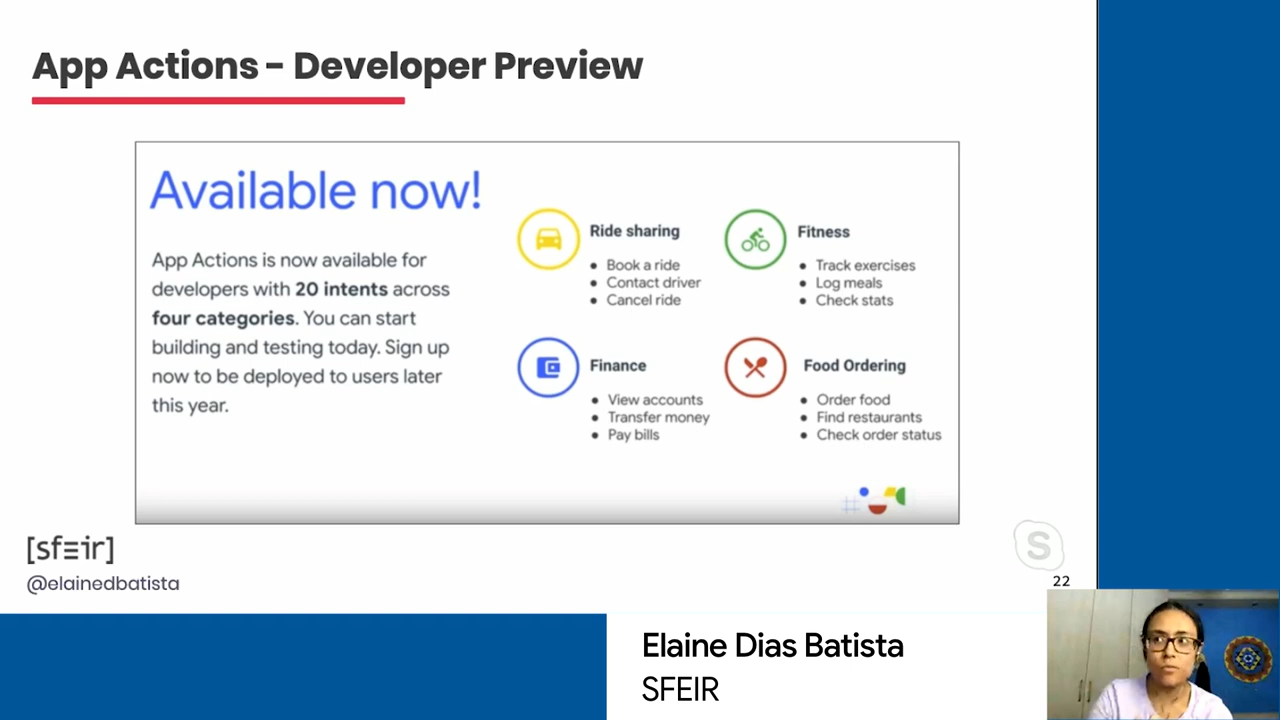 App Actions - Developer Preview
Available now!
App Actions is now available for
developers with 20 intents across
four categories. You can start
building and testing today. Sign up
now to be deployed to users later
this year.
Ride sharing
• Book a ride
• Contact driver
• Cancel ride
Fitness
• Track exercises
• Log meals
• Check stats
Finance
• View accounts
• Transfer money
• Pay bills
Food Ordering
• Order food
• Find restaurants
• Check order status
[sfeir]
@elainedbatista
S
22
Elaine Dias Batista
SFEIR